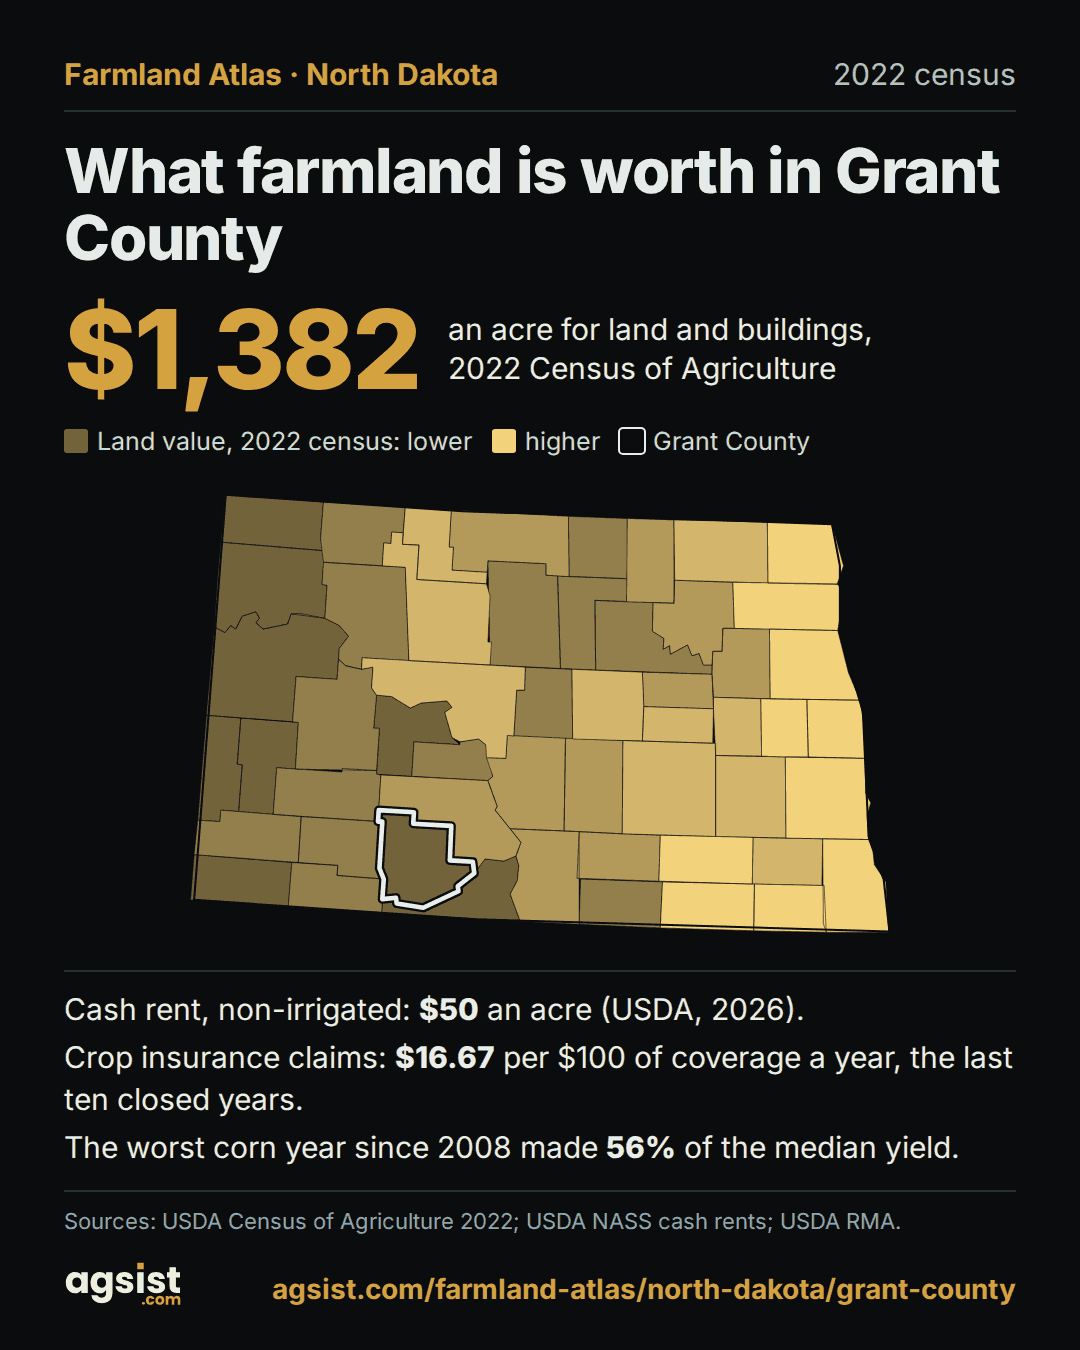 Farmland Atlas · North Dakota
2022 census
What farmland is worth in Grant
County
$1,382
an acre for land and buildings,
2022 Census of Agriculture
Land value, 2022 census: lower
higher
Grant County
Cash rent, non-irrigated: $50 an acre (USDA, 2026).
Crop insurance claims: $16.67 per $100 of coverage a year, the last
ten closed years.
The worst corn year since 2008 made 56% of the median yield.
Sources: USDA Census of Agriculture 2022; USDA NASS cash rents; USDA RMA.
agsist
.com
agsist.com/farmland-atlas/north-dakota/grant-county